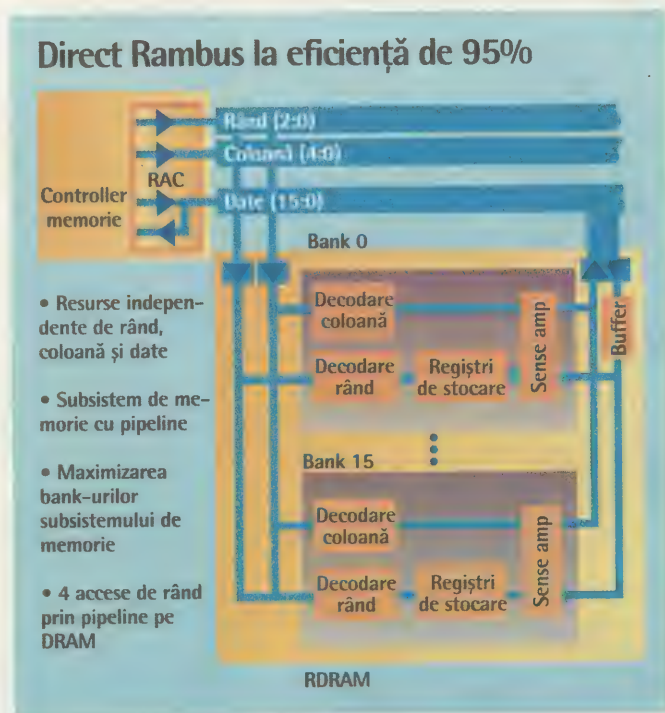 Direct Rambus la eficiență de 95%
Rând (2:0)
Coloană (4:0)
RAC
Controller
memorie
Date (15:0)
Bank 0
• Resurse indepen-
dente de rând,
coloană și date
• Subsistem de me-
morie cu pipeline
• Maximizarea
bank-urilor
subsistemului de
memorie
• 4 accese de rând
prin pipeline pe
DRAM
Decodare
coloană
Decodare
rând
Regiștri
de stocare
Sense amp
Buffer
Bank 15
Decodare
coloană
Decodare
rând
Regiștri
de stocare
Sense amp
RDRAM